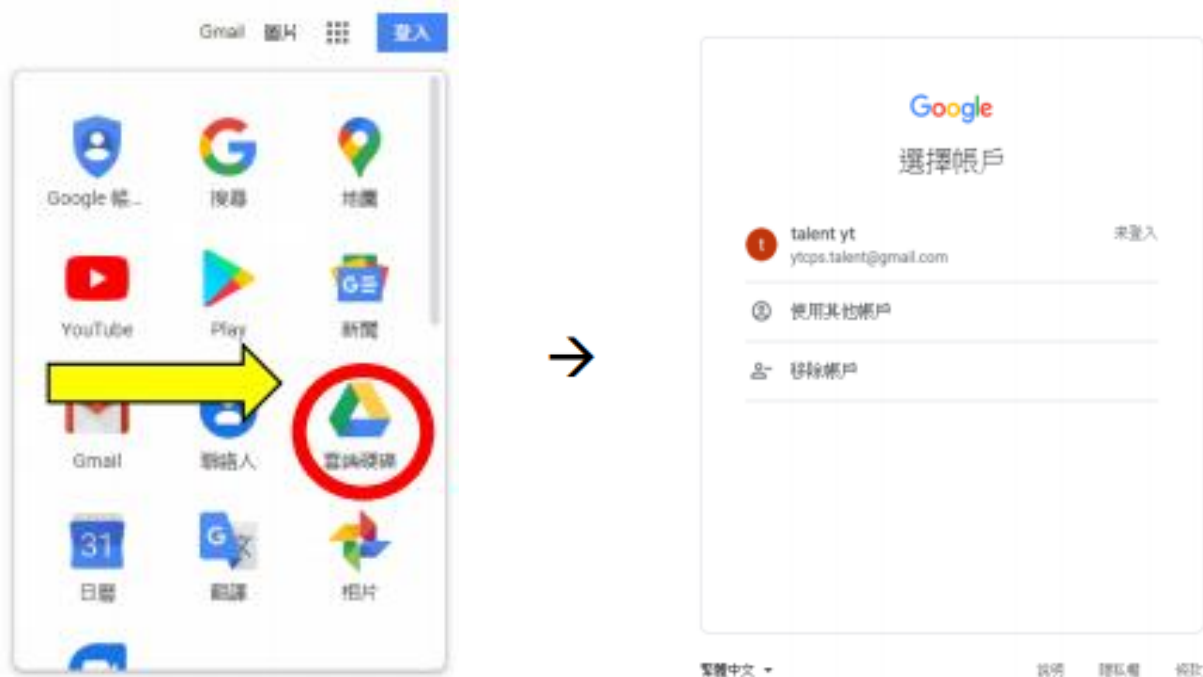 Gmail 圖片 登入
Google 帳...
搜尋
地圖
G
YouTube
Play
新聞
Gmail
聯絡人
雲端硬碟
31
G
日曆
翻譯
相片
→
Google
選擇帳戶
t
talent yt
未登入
ytcps.talent@gmail.com
使用其他帳戶
移除帳戶
繁體中文
說明 隱私權 條款